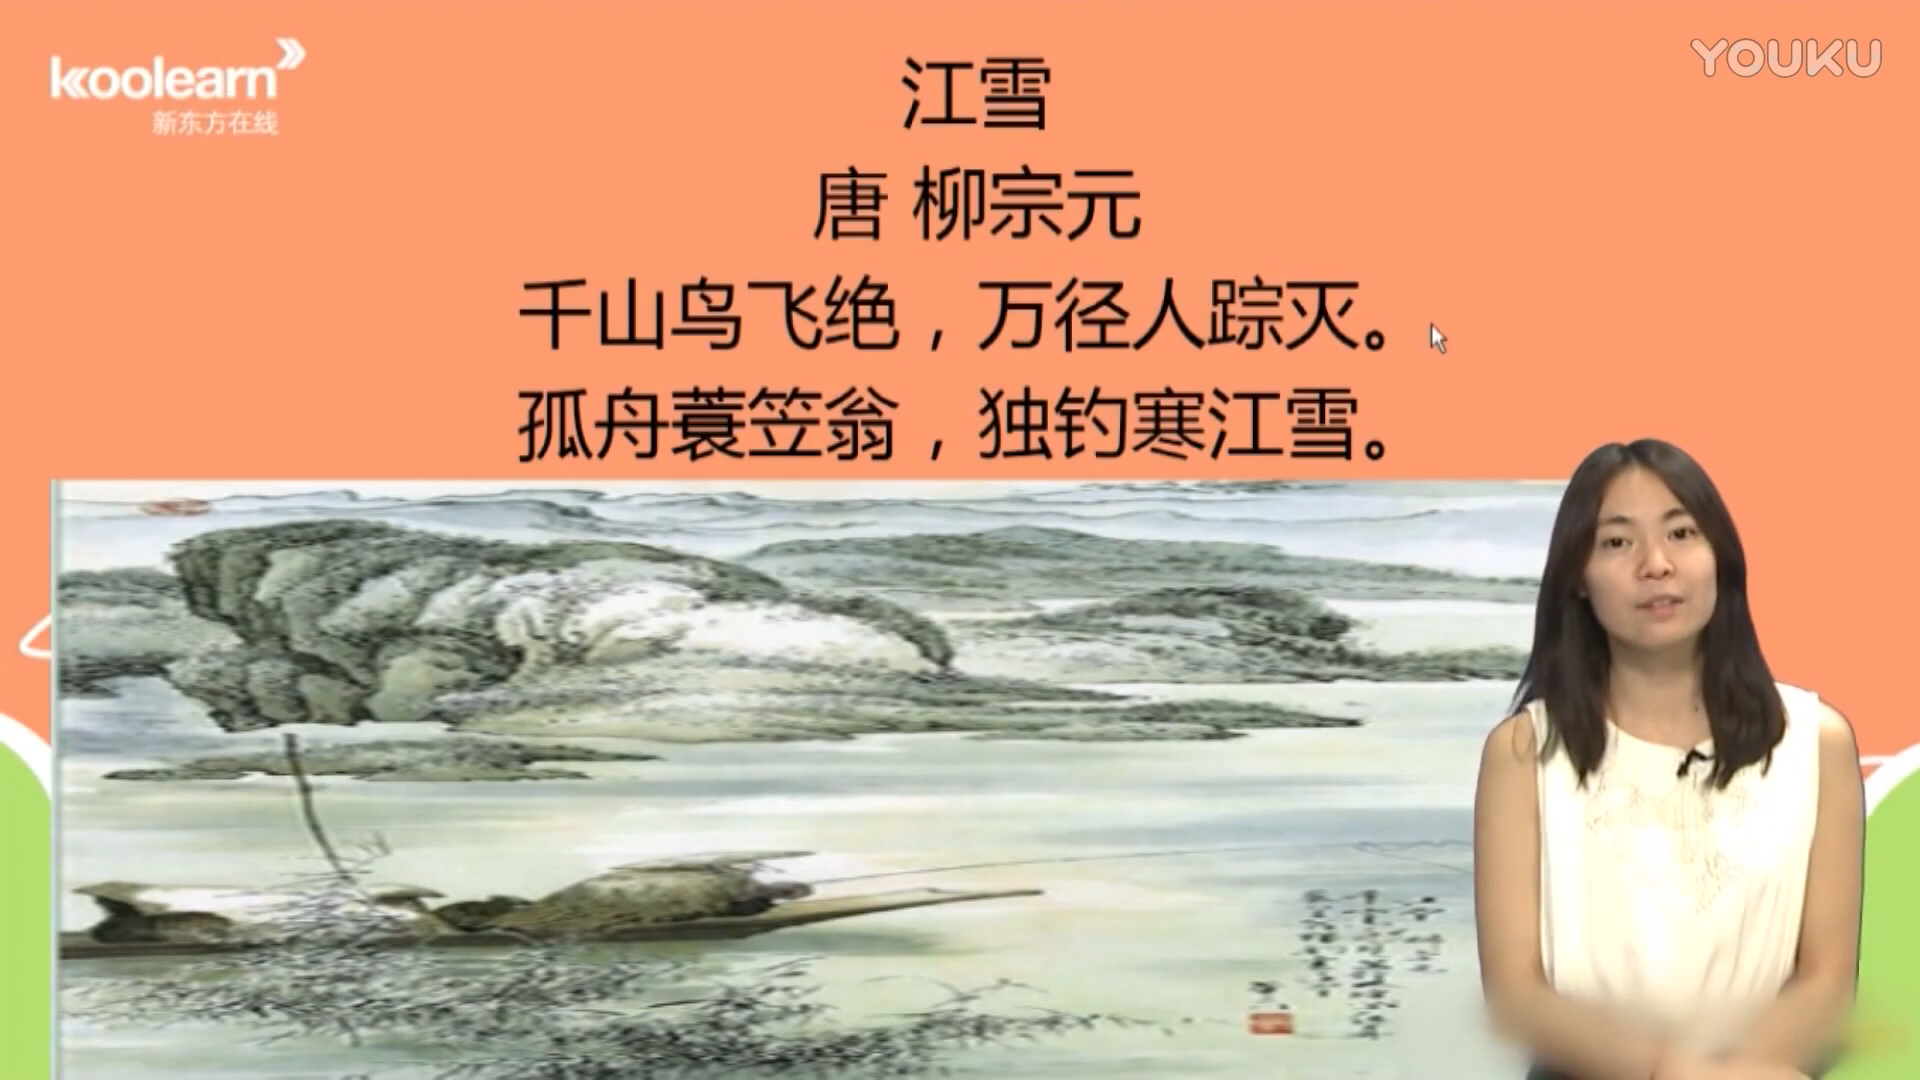 koolearn
新东方在线
YOUKU
江雪
唐 柳宗元
千山鸟飞绝，万径人踪灭。
孤舟蓑笠翁，独钓寒江雪。